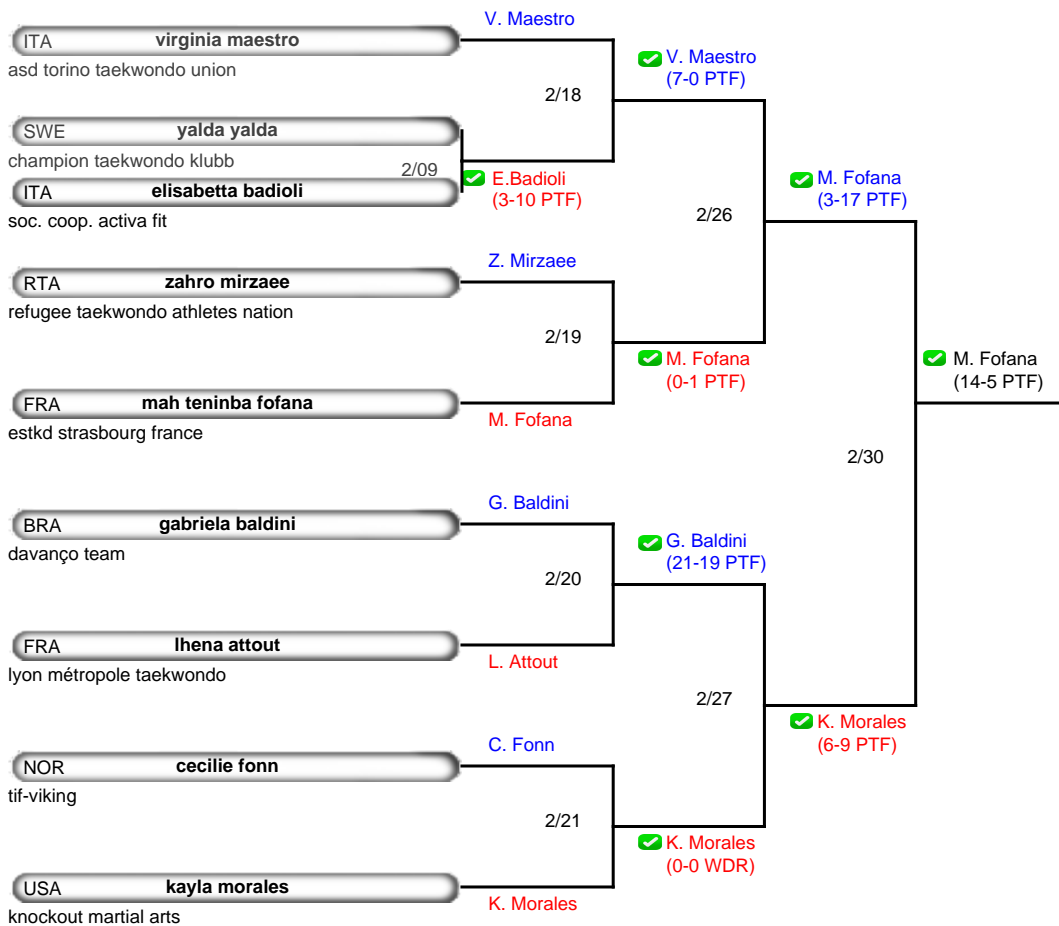 V. Maestro
ITA virginia maestro
asd torino taekwondo union
V. Maestro
(7-0 PTF)
2/18
SWE yalda yalda
champion taekwondo klubb
2/09
E.Badioli
(3-10 PTF)
ITA elisabetta badioli
soc. coop. activa fit
M. Fofana
(3-17 PTF)
2/26
Z. Mirzaee
RTA zahro mirzaee
refugee taekwondo athletes nation
2/19
M. Fofana
(0-1 PTF)
M. Fofana
(14-5 PTF)
FRA mah teninba fofana
estkd strasbourg france
M. Fofana
2/30
G. Baldini
BRA gabriela baldini
davanço team
G. Baldini
(21-19 PTF)
2/20
FRA lhena attout
lyon métropole taekwondo
L. Attout
2/27
K. Morales
(6-9 PTF)
C. Fonn
NOR cecilie fonn
tif-viking
2/21
K. Morales
(0-0 WDR)
USA kayla morales
knockout martial arts
K. Morales